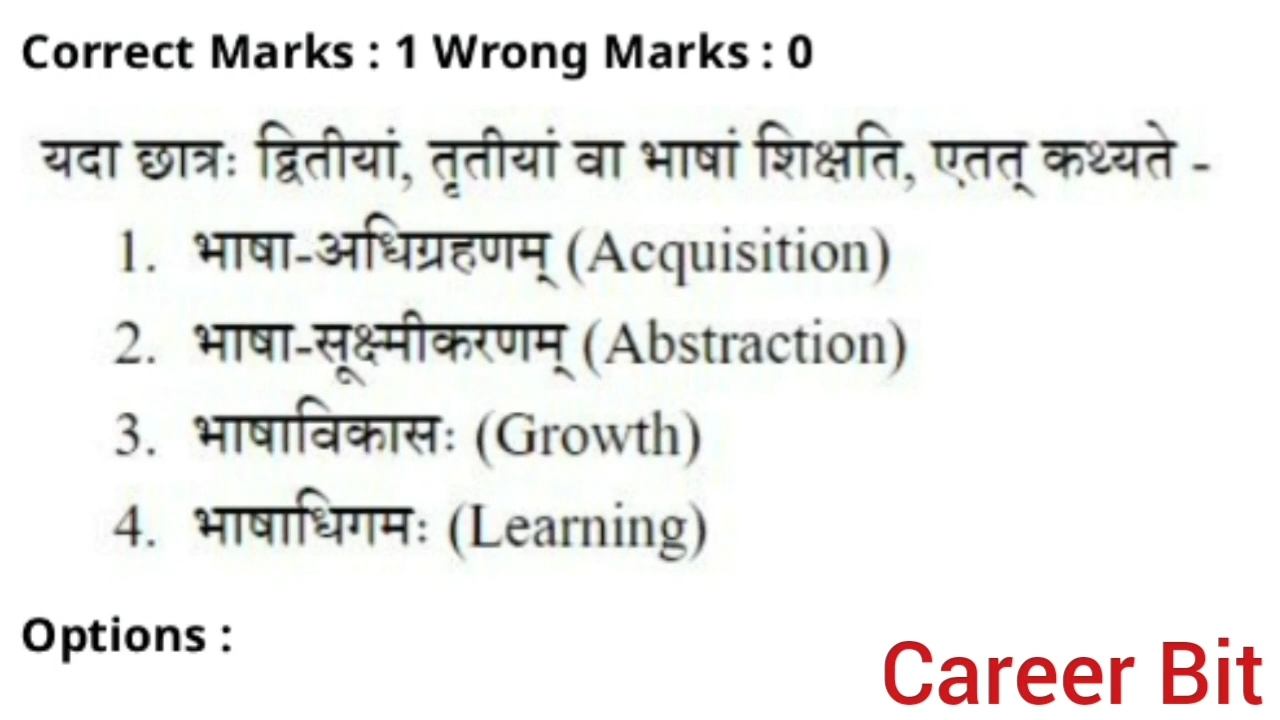 Correct Marks : 1 Wrong Marks : 0
यदा छात्रः द्वितीयां, तृतीयां वा भाषां शिक्षति, एतत् कथ्यते -
1. भाषा-अधिग्रहणम् (Acquisition)
2. भाषा-सूक्ष्मीकरणम् (Abstraction)
3. भाषाविकासः (Growth)
4. भाषाधिगमः (Learning)
Options :
Career Bit